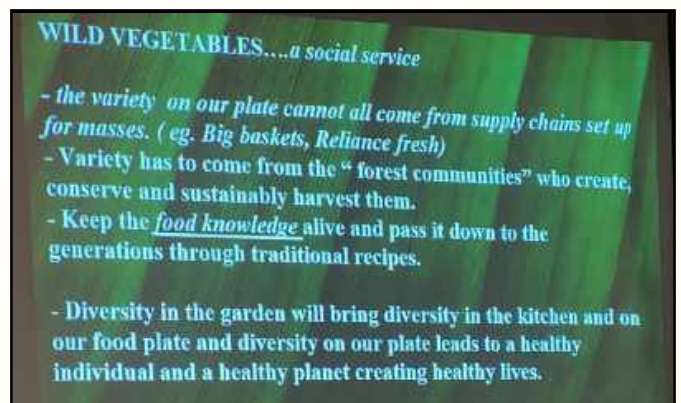 WILD VEGETABLES....a social service
- the variety on our plate cannot all come from supply chains set up
for masses. ( eg. Big baskets, Reliance fresh)
- Variety has to come from the “ forest communities” who create,
conserve and sustainably harvest them.
- Keep the food knowledge alive and pass it down to the
generations through traditional recipes.
- Diversity in the garden will bring diversity in the kitchen and on
our food plate and diversity on our plate leads to a healthy
individual and a healthy planet creating healthy lives.